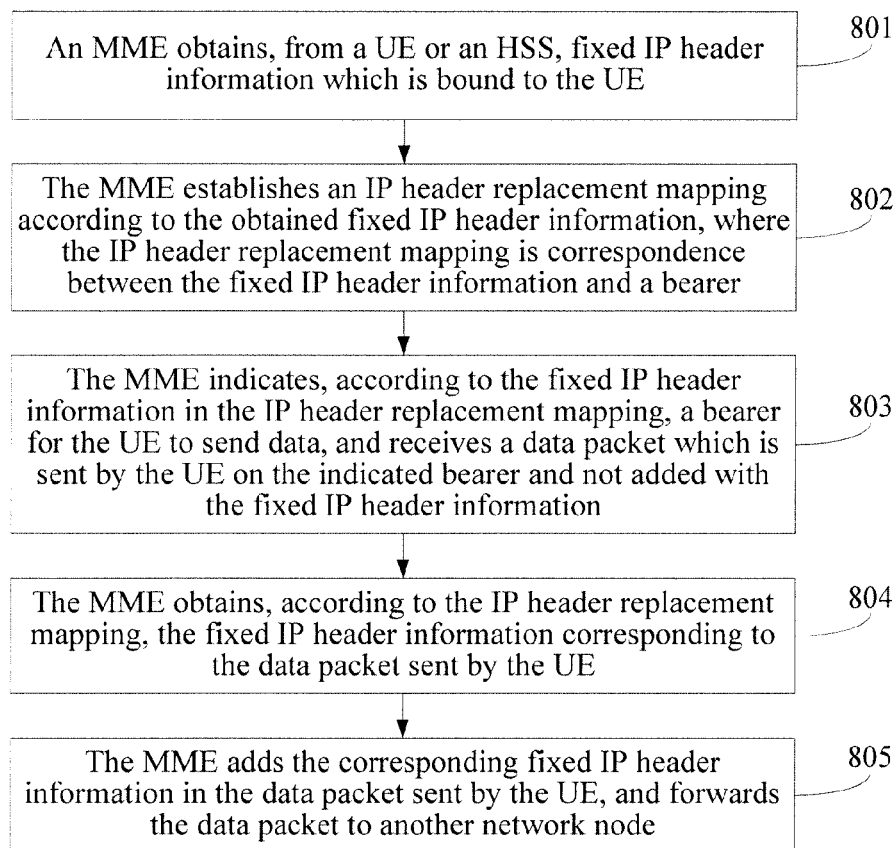 An MME obtains, from a UE or an HSS, fixed IP header
information which is bound to the UE
801
The MME establishes an IP header replacement mapping
according to the obtained fixed IP header information, where
the IP header replacement mapping is correspondence
between the fixed IP header information and a bearer
802
The MME indicates, according to the fixed IP header
information in the IP header replacement mapping, a bearer
for the UE to send data, and receives a data packet which is
sent by the UE on the indicated bearer and not added with
the fixed IP header information
803
The MME obtains, according to the IP header replacement
mapping, the fixed IP header information corresponding to
the data packet sent by the UE
804
The MME adds the corresponding fixed IP header
information in the data packet sent by the UE, and forwards
the data packet to another network node
805